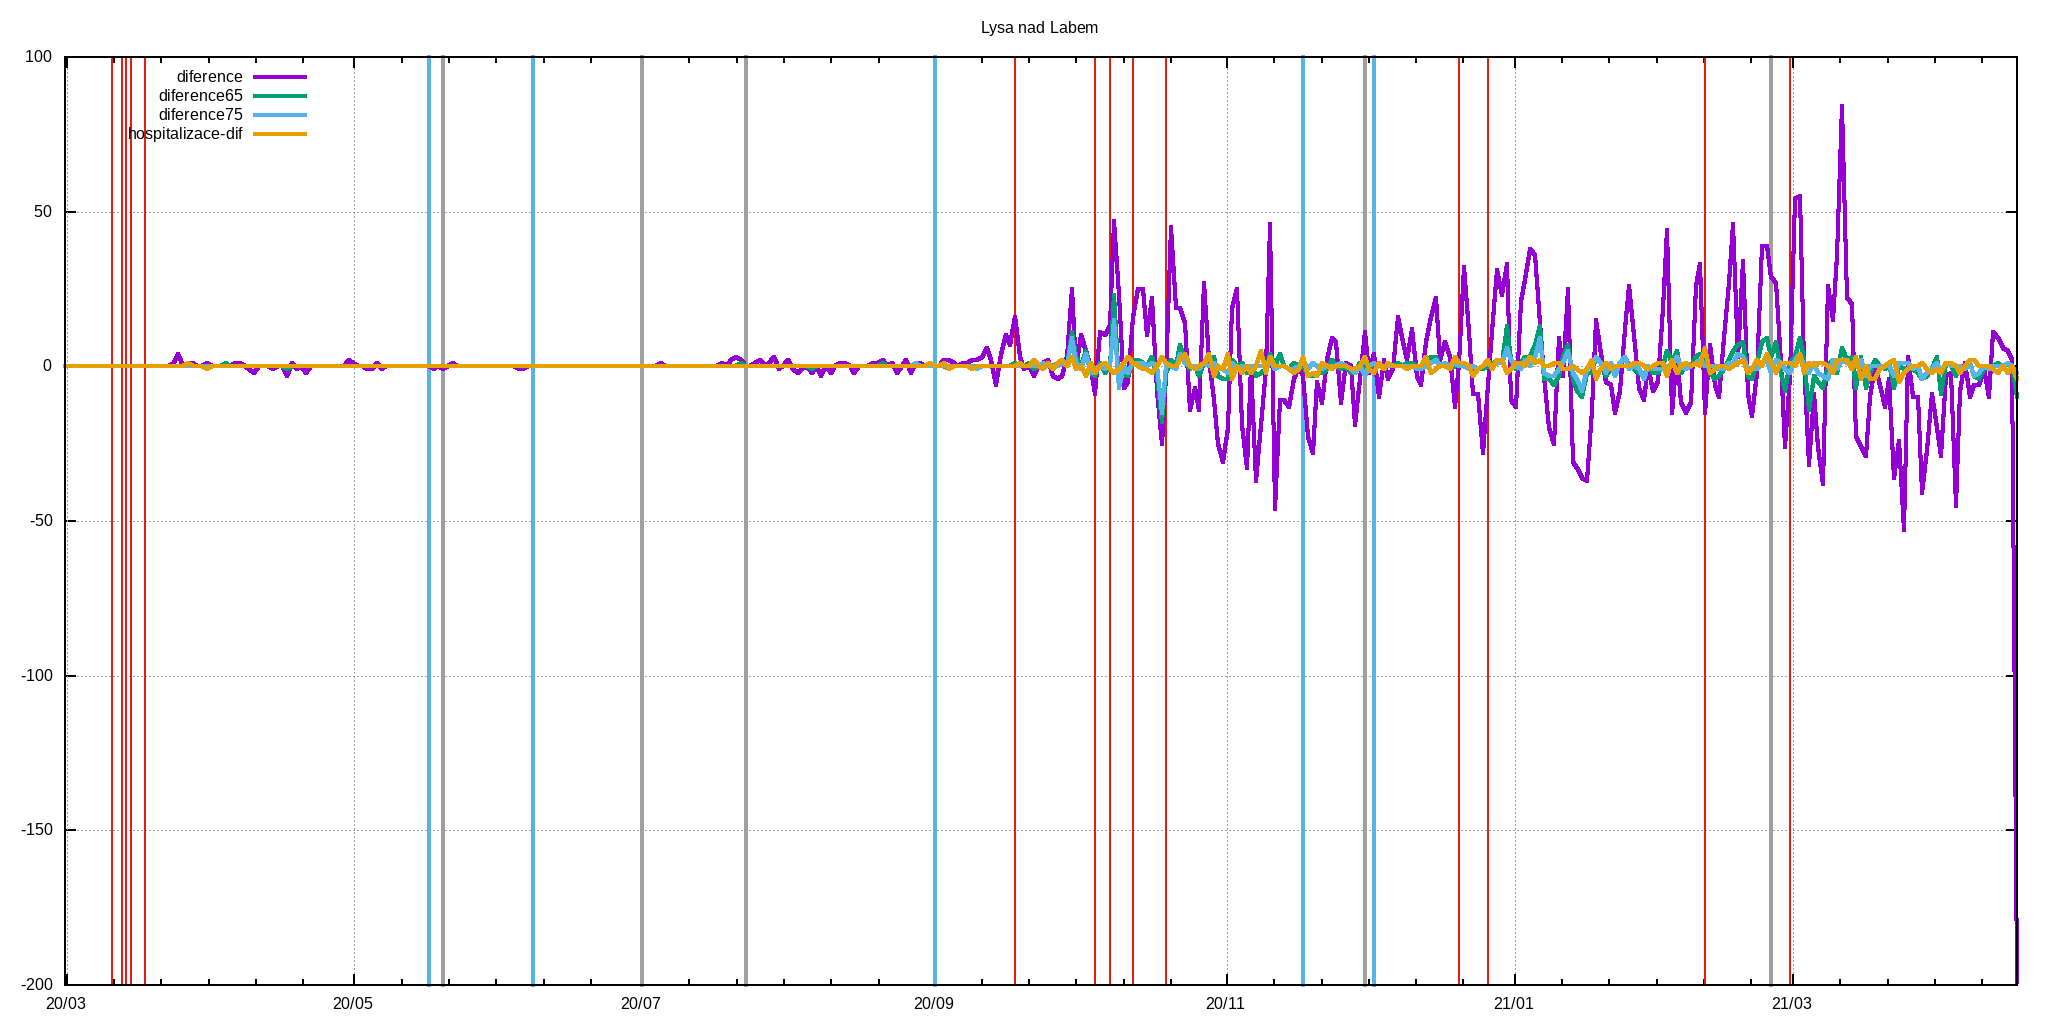 Lysa nad Labem
100
50
0
-50
-100
-150
-200
diference
diference65
diference75
hospitalizace-dif
20/03 20/05 20/07 20/09 20/11 21/01 21/03